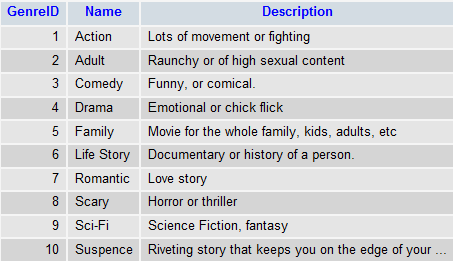 GenreID Name Description
1 Action Lots of movement or fighting
2 Adult Raunchy or of high sexual content
3 Comedy Funny, or comical.
4 Drama Emotional or chick flick
5 Family Movie for the whole family, kids, adults, etc
6 Life Story Documentary or history of a person.
7 Romantic Love story
8 Scary Horror or thriller
9 Sci-Fi Science Fiction, fantasy
10 Suspence Riveting story that keeps you on the edge of your ...